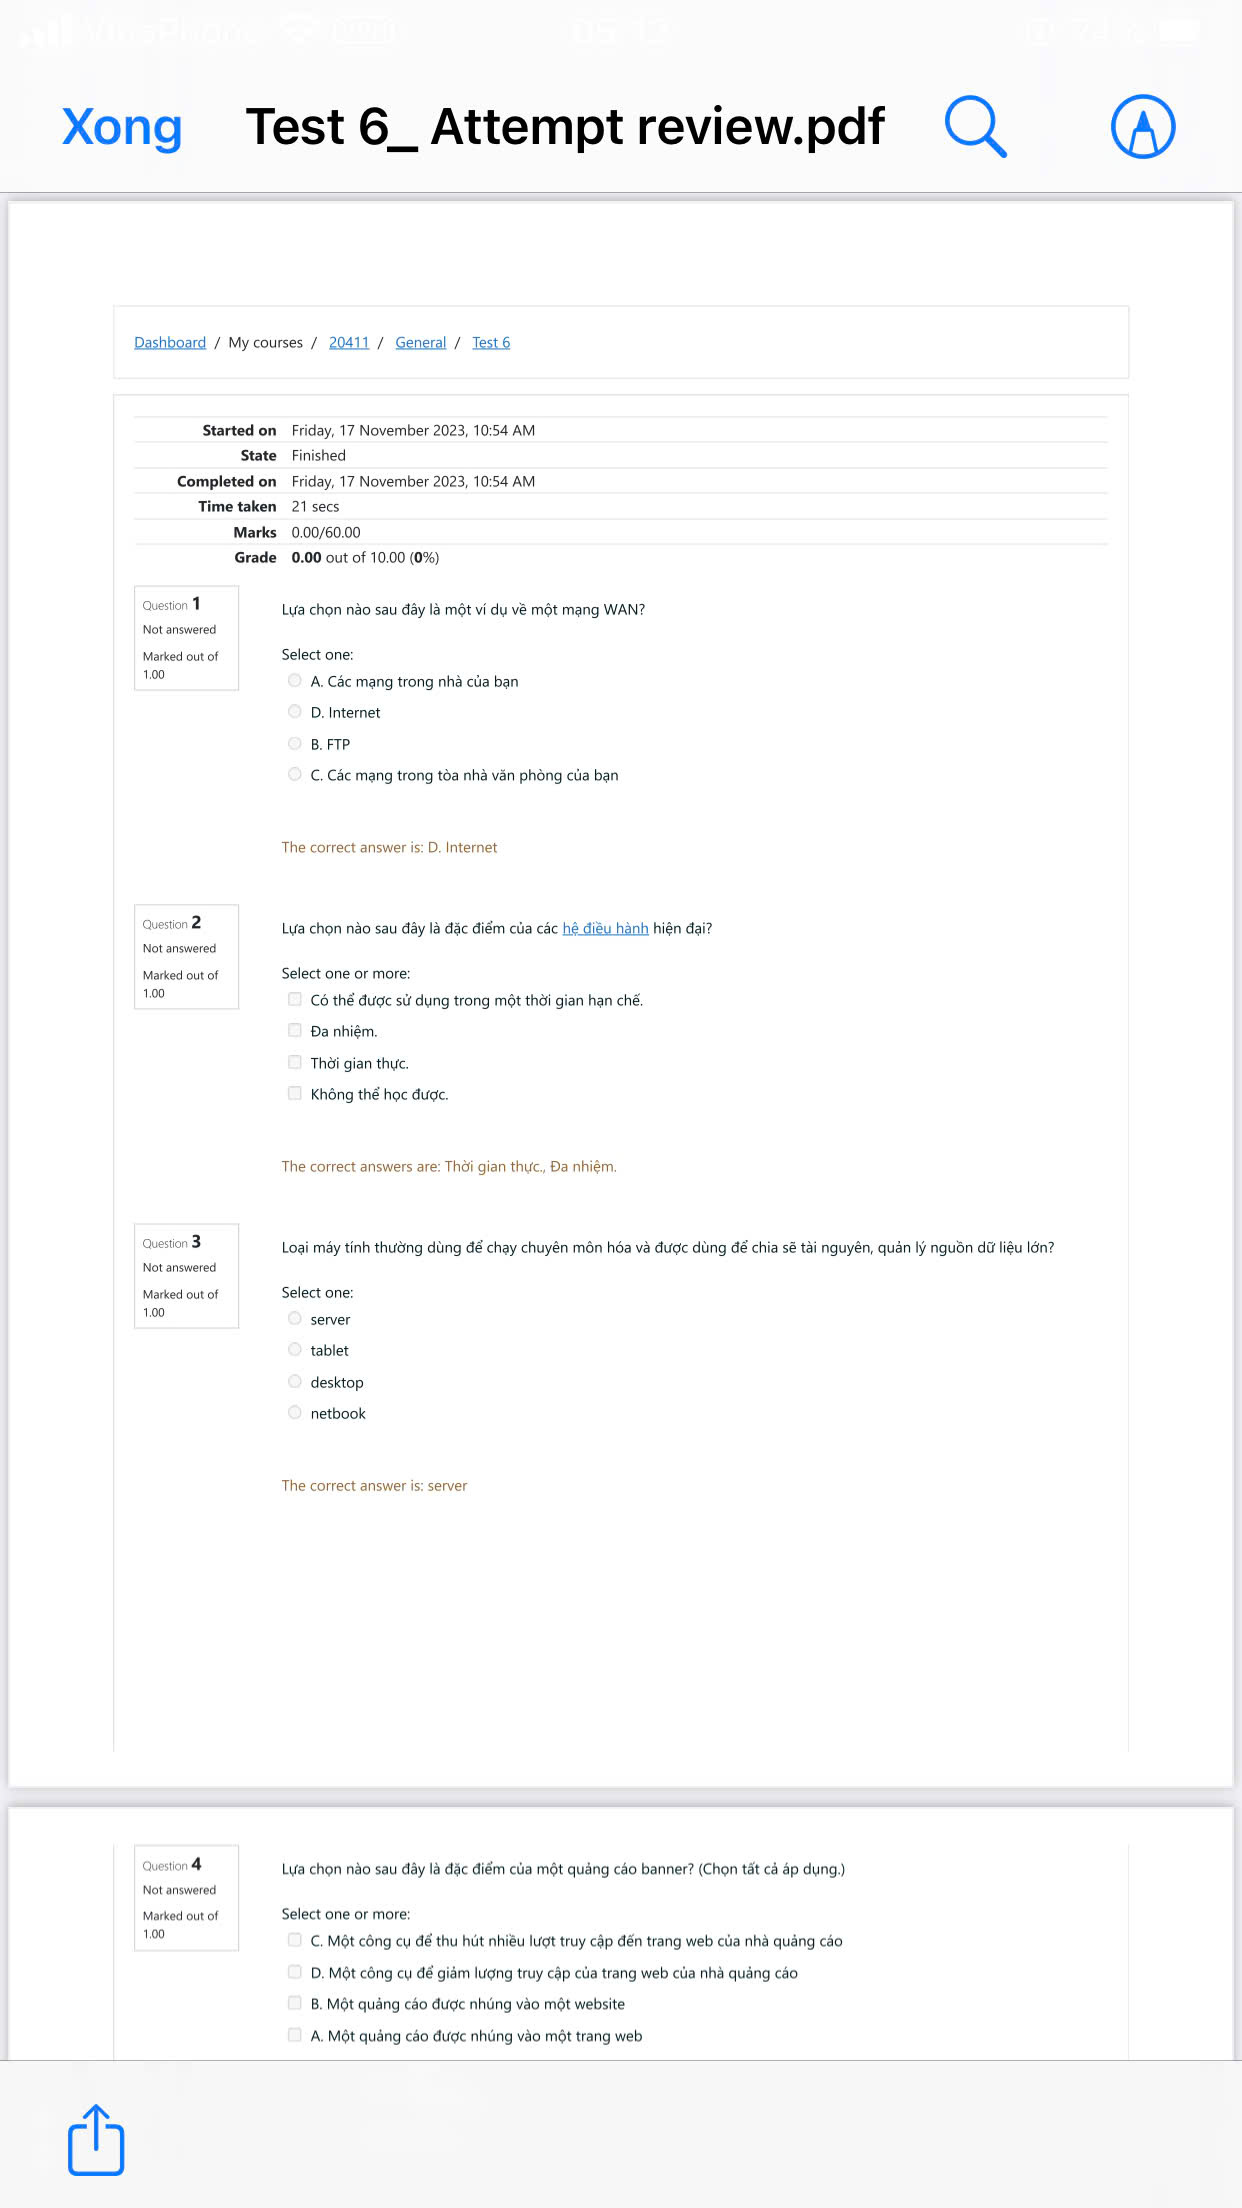 Xong Test 6_ Attempt review.pdf
Dashboard / My courses / 20411 / General / Test 6
Started on Friday, 17 November 2023, 10:54 AM
State Finished
Completed on Friday, 17 November 2023, 10:54 AM
Time taken 21 secs
Marks 0.00/60.00
Grade 0.00 out of 10.00 (0%)
Question 1
Not answered
Marked out of
1.00
Lựa chọn nào sau đây là một ví dụ về một mạng WAN?
Select one:
A. Các mạng trong nhà của bạn
D. Internet
B. FTP
C. Các mạng trong tòa nhà văn phòng của bạn
The correct answer is: D. Internet
Question 2
Not answered
Marked out of
1.00
Lựa chọn nào sau đây là đặc điểm của các hệ điều hành hiện đại?
Select one or more:
Có thể được sử dụng trong một thời gian hạn chế.
Đa nhiệm.
Thời gian thực.
Không thể học được.
The correct answers are: Thời gian thực., Đa nhiệm.
Question 3
Not answered
Marked out of
1.00
Loại máy tính thường dùng để chạy chuyên môn hóa và được dùng để chia sẽ tài nguyên, quản lý nguồn dữ liệu lớn?
Select one:
server
tablet
desktop
netbook
The correct answer is: server
Question 4
Not answered
Marked out of
1.00
Lựa chọn nào sau đây là đặc điểm của một quảng cáo banner? (Chọn tất cả áp dụng.)
Select one or more:
C. Một công cụ để thu hút nhiều lượt truy cập đến trang web của nhà quảng cáo
D. Một công cụ để giảm lượng truy cập của trang web của nhà quảng cáo
B. Một quảng cáo được nhúng vào một website
A. Một quảng cáo được nhúng vào một trang web